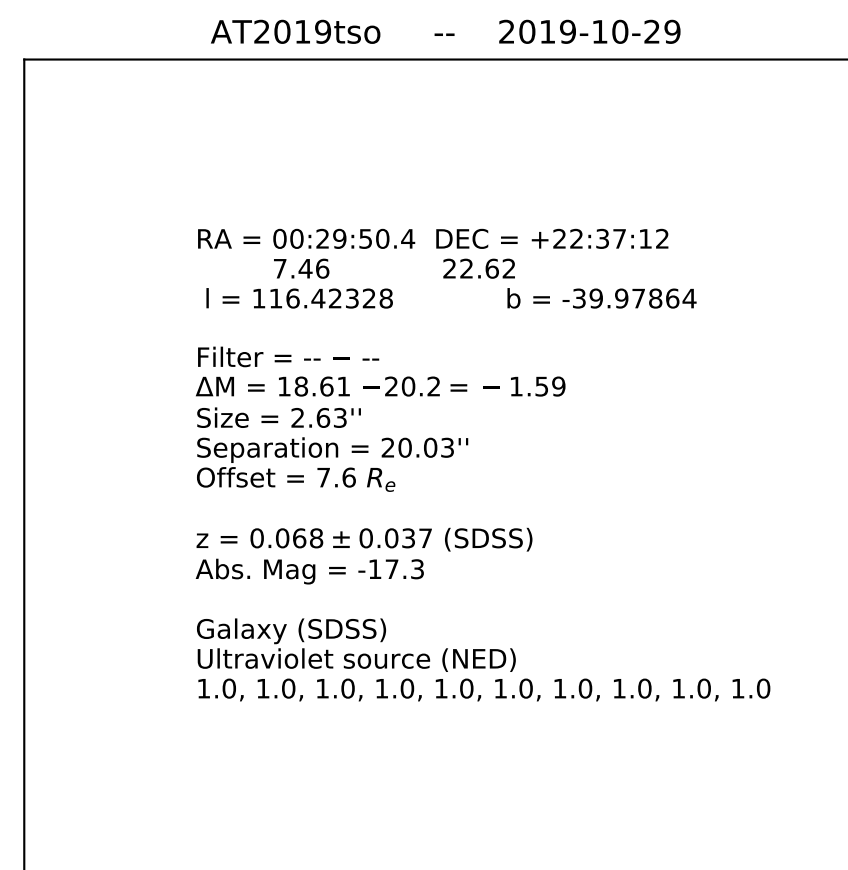 AT2019tso -- 2019-10-29
RA = 00:29:50.4 DEC = +22:37:12
7.46 22.62
l = 116.42328 b = -39.97864
Filter = -- − --
ΔM = 18.61 −20.2 = − 1.59
Size = 2.63''
Separation = 20.03''
Offset = 7.6 Re
z = 0.068 ± 0.037 (SDSS)
Abs. Mag = -17.3
Galaxy (SDSS)
Ultraviolet source (NED)
1.0, 1.0, 1.0, 1.0, 1.0, 1.0, 1.0, 1.0, 1.0, 1.0